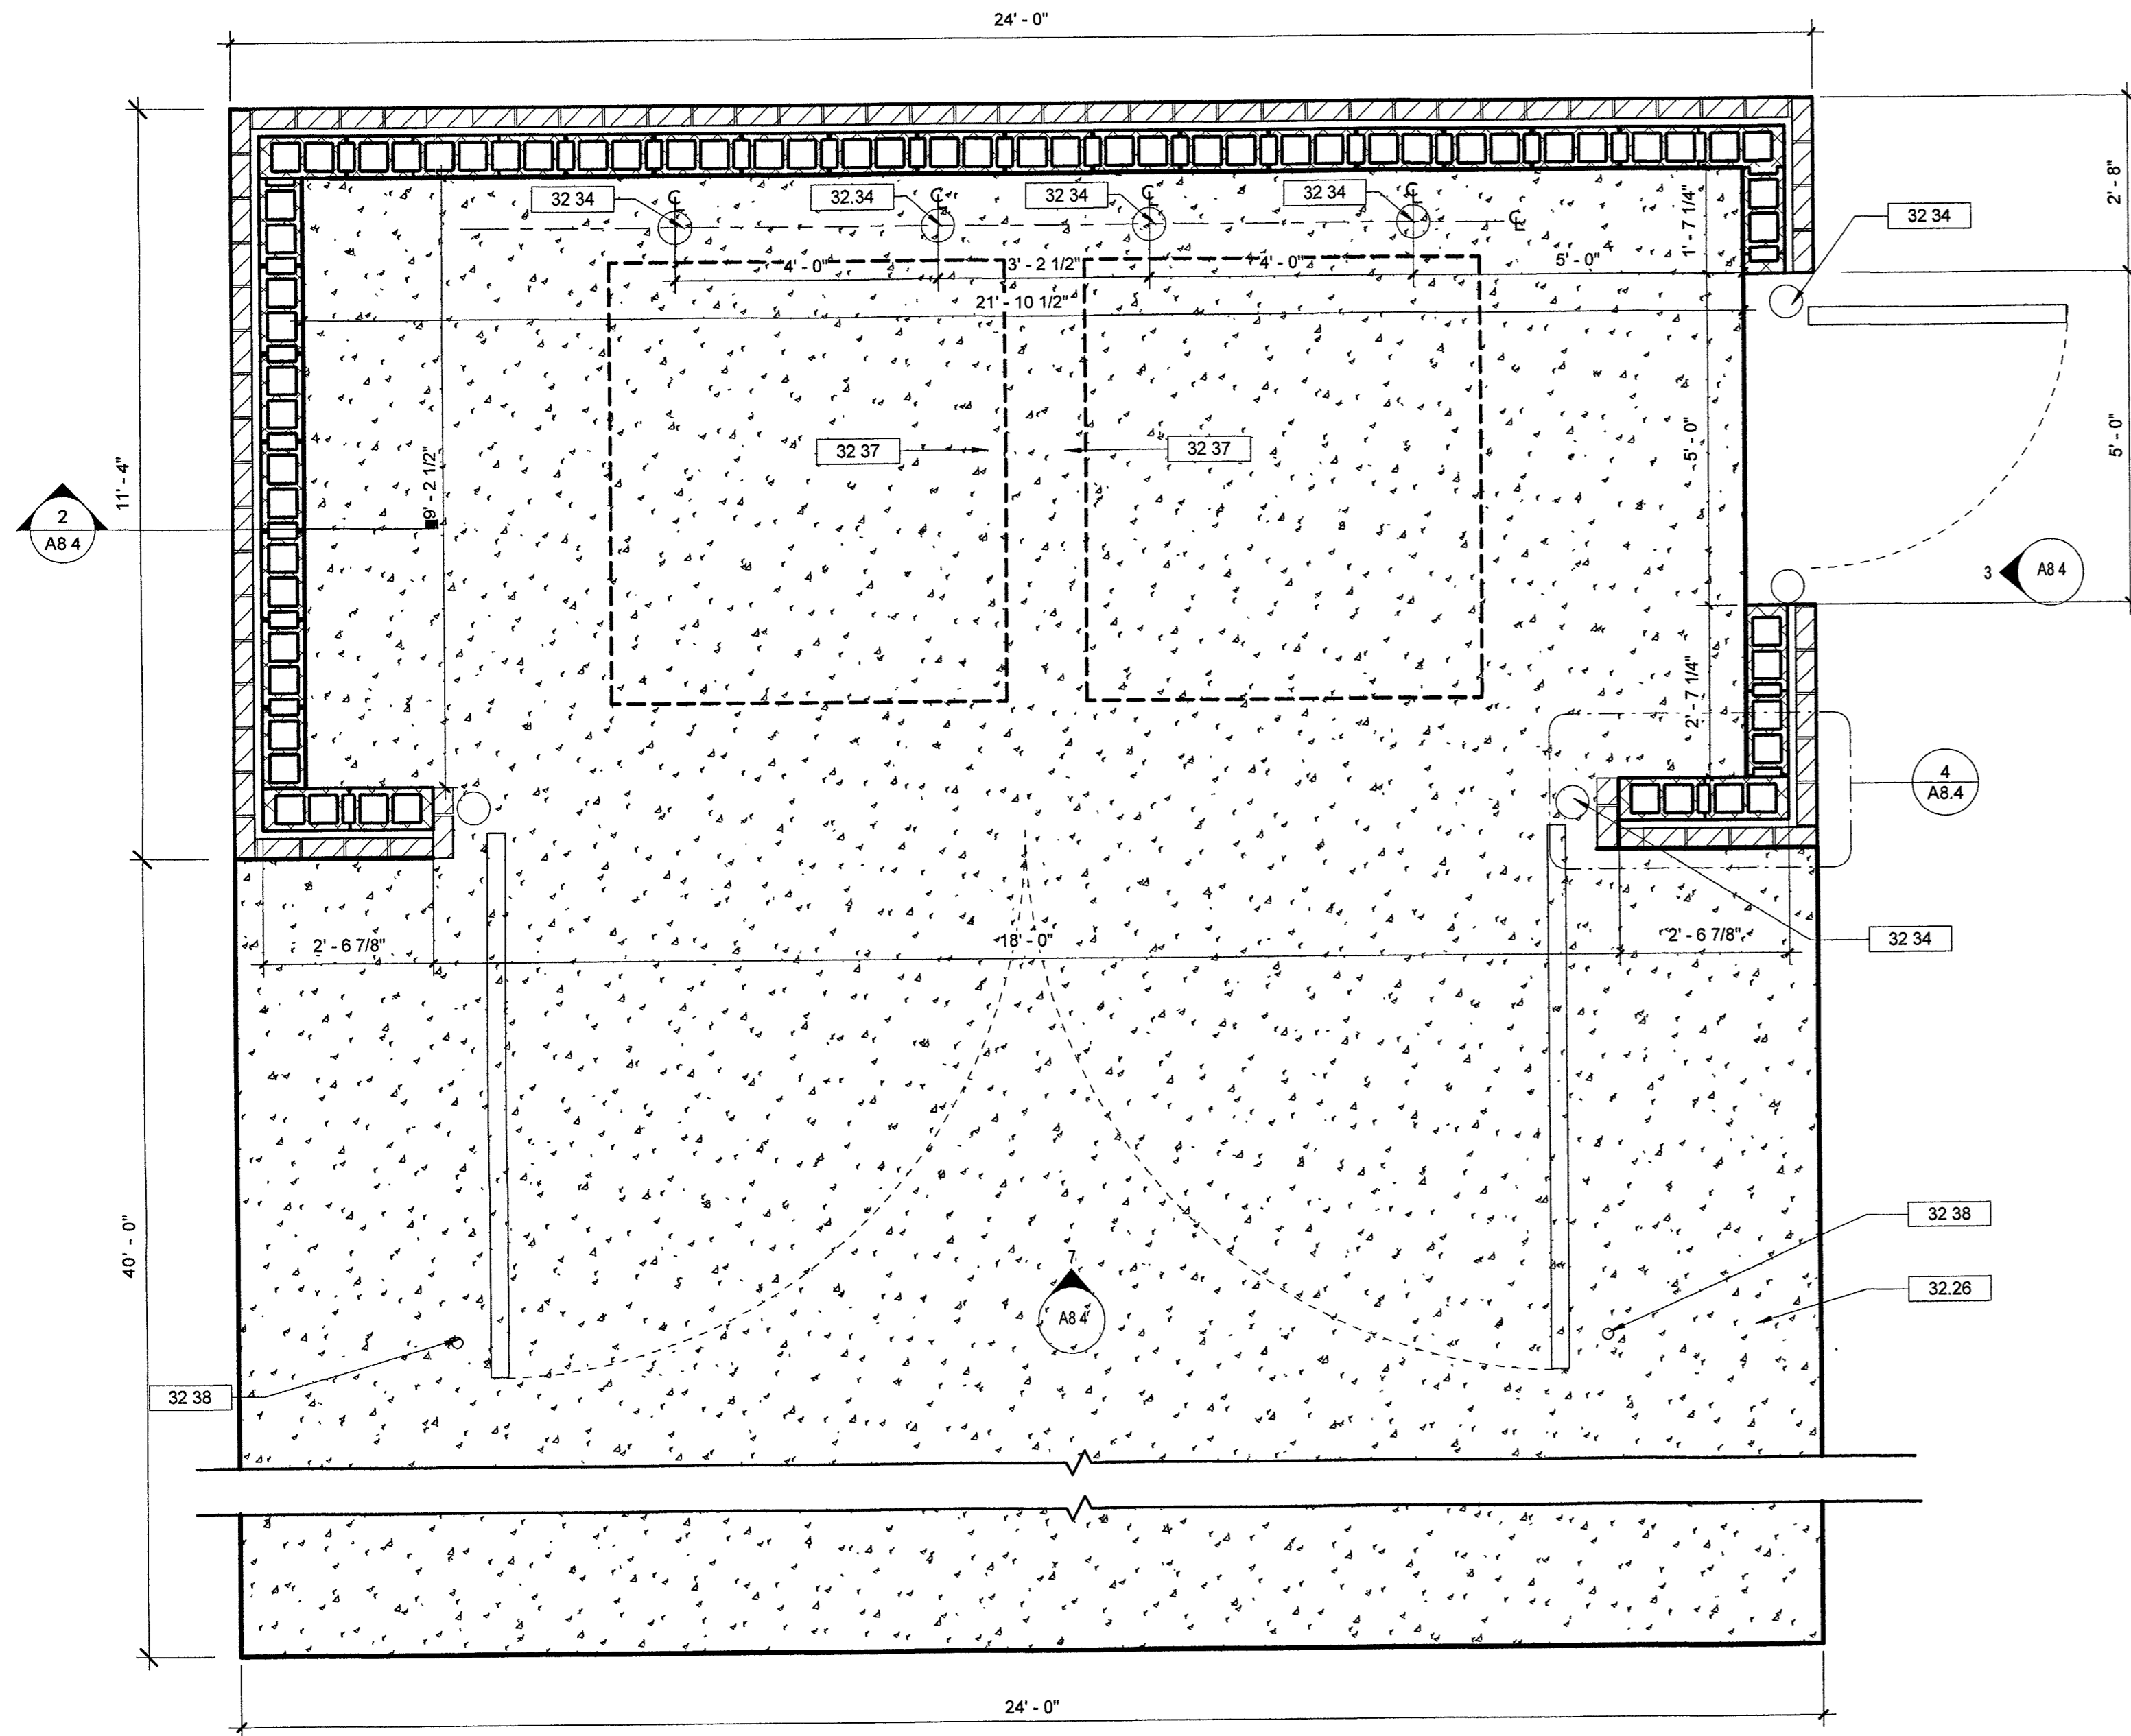 24' - 0"
32 34
32.34
32 34
32 34
32 34
2' - 8"
1' - 7 1/4"
4' - 0"
3' - 2 1/2"
4' - 0"
5' - 0"
21' - 10 1/2"
32 37
32 37
5' - 0"
5' - 0"
11' - 4"
9' - 2 1/2"
2
A8 4
3
A8 4
2' - 7 1/4"
4
A8.4
2' - 6 7/8"
18' - 0"
2' - 6 7/8"
32 34
40' - 0"
32 38
7
A8 4
32.26
32 38
24' - 0"